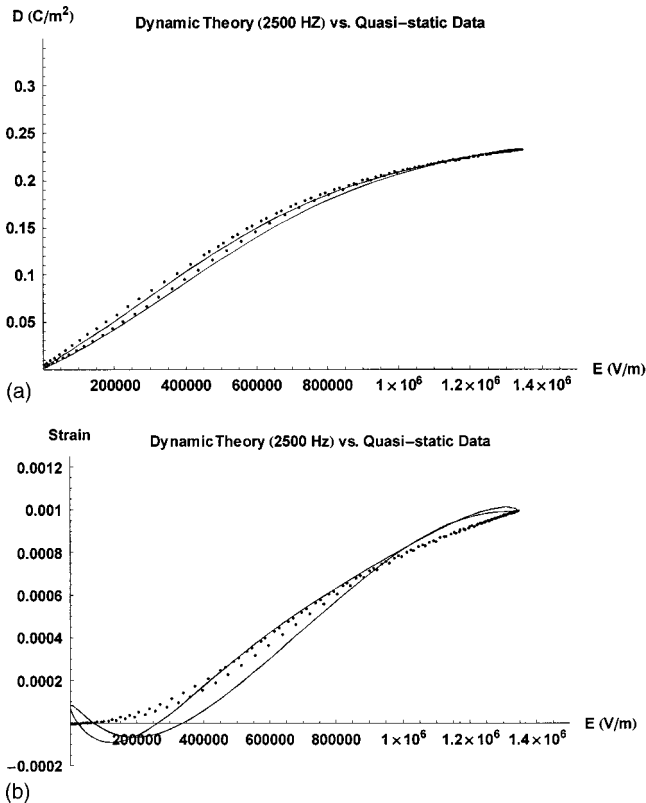 D (C/m²)
Dynamic Theory (2500 HZ) vs. Quasi−static Data
0.3
0.25
0.2
0.15
0.1
0.05
200000 400000 600000 800000 1×10⁶ 1.2×10⁶ 1.4×10⁶
E (V/m)
(a)
Strain
Dynamic Theory (2500 Hz) vs. Quasi−static Data
0.0012
0.001
0.0008
0.0006
0.0004
0.0002
E (V/m)
200000 400000 600000 800000 1×10⁶ 1.2×10⁶ 1.4×10⁶
−0.0002
(b)